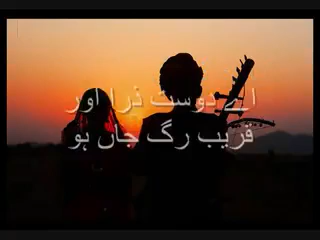 اے دوست ذرا اور
قریب رگ جاں ہو